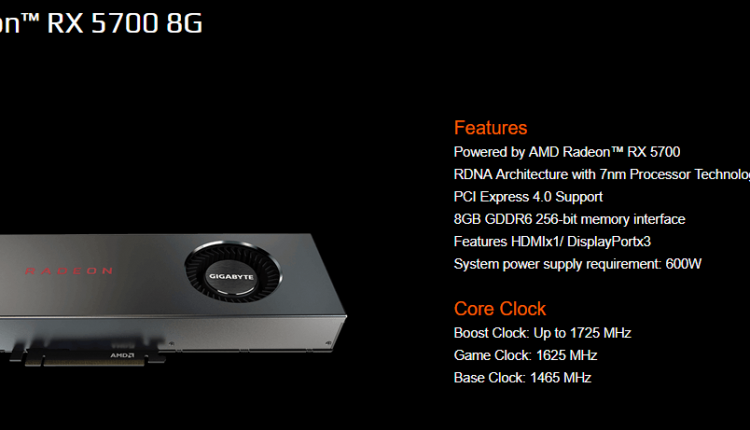 on™ RX 5700 8G
Features
Powered by AMD Radeon™ RX 5700
RDNA Architecture with 7nm Processor Technolo
PCI Express 4.0 Support
8GB GDDR6 256-bit memory interface
Features HDMIx1/ DisplayPortx3
System power supply requirement: 600W
RADEON
GIGABYTE
AMD
Core Clock
Boost Clock: Up to 1725 MHz
Game Clock: 1625 MHz
Base Clock: 1465 MHz